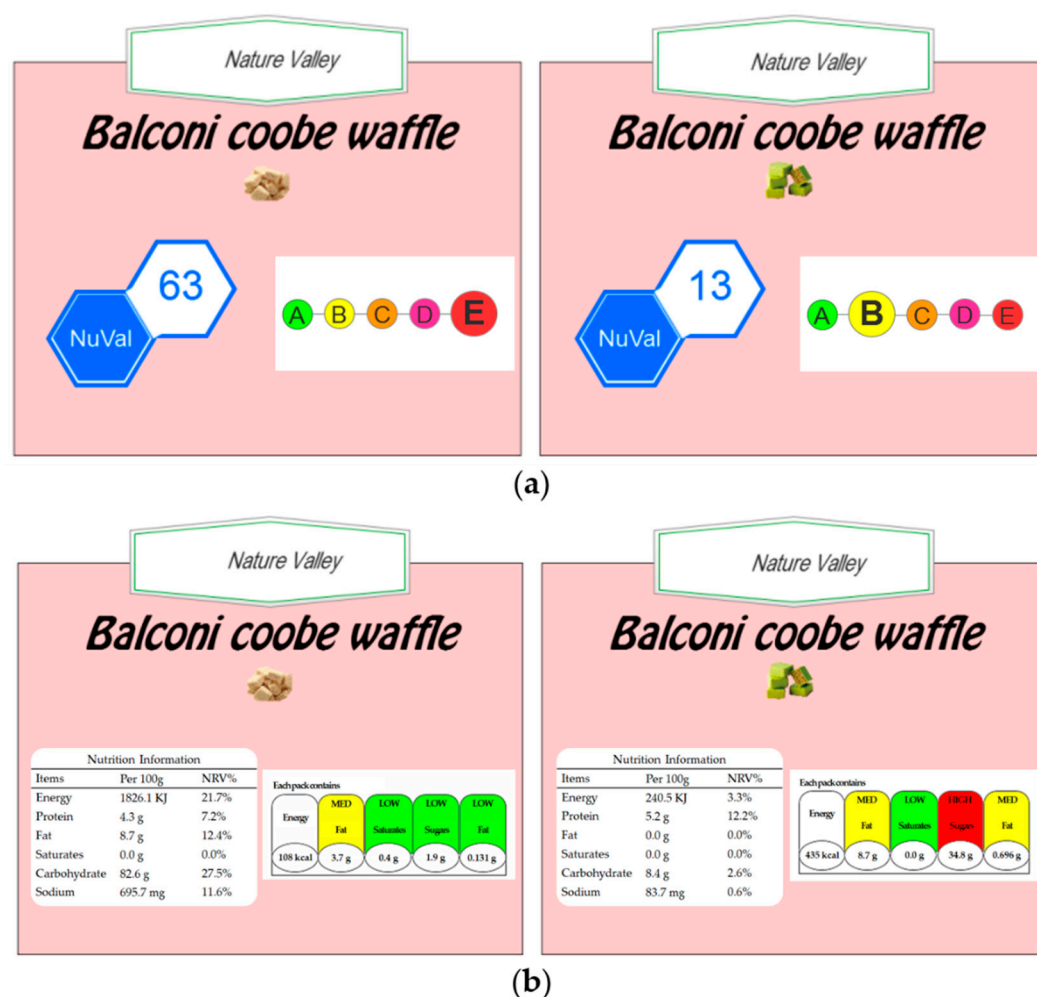 Nature Valley
Balconi coobe waffle
63
NuVal
A B C D E
Nature Valley
Balconi coobe waffle
13
NuVal
A B C D E
(a)
Nature Valley
Balconi coobe waffle
Nutrition Information
Items Per 100g NRV%
Energy 1826.1 KJ 21.7%
Protein 4.3 g 7.2%
Fat 8.7 g 12.4%
Saturates 0.0 g 0.0%
Carbohydrate 82.6 g 27.5%
Sodium 695.7 mg 11.6%
Each pack contains
MED LOW LOW LOW
Energy Fat Saturates Sugars Fat
108 kcal 3.7 g 0.4 g 1.9 g 0.131 g
Nature Valley
Balconi coobe waffle
Nutrition Information
Items Per 100g NRV%
Energy 240.5 KJ 3.3%
Protein 5.2 g 12.2%
Fat 0.0 g 0.0%
Saturates 0.0 g 0.0%
Carbohydrate 8.4 g 2.6%
Sodium 83.7 mg 0.6%
Each pack contains
MED LOW HIGH MED
Energy Fat Saturates Sugars Fat
435 kcal 8.7 g 0.0 g 34.8 g 0.696 g
(b)